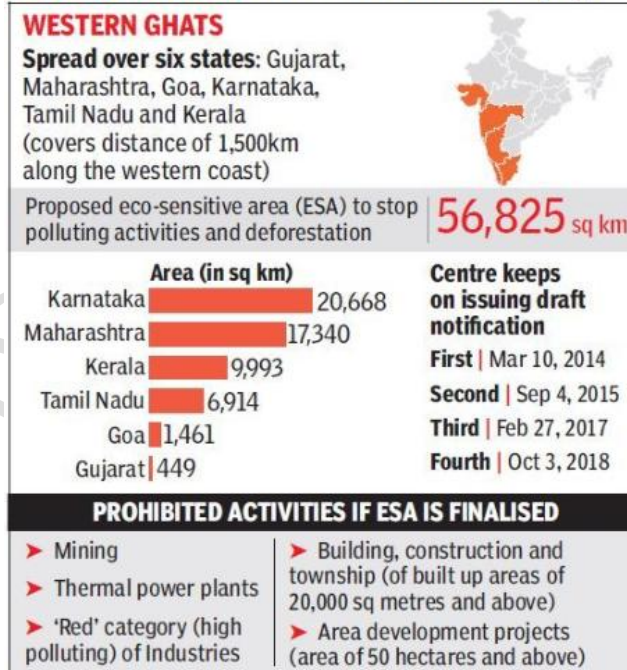 WESTERN GHATS
Spread over six states: Gujarat,
Maharashtra, Goa, Karnataka,
Tamil Nadu and Kerala
(covers distance of 1,500km
along the western coast)
Proposed eco-sensitive area (ESA) to stop
polluting activities and deforestation
56,825 sq km
Area (in sq km)
Karnataka 20,668
Maharashtra 17,340
Kerala 9,993
Tamil Nadu 6,914
Goa 1,461
Gujarat 449
Centre keeps
on issuing draft
notification
First | Mar 10, 2014
Second | Sep 4, 2015
Third | Feb 27, 2017
Fourth | Oct 3, 2018
PROHIBITED ACTIVITIES IF ESA IS FINALISED
➤ Mining
➤ Thermal power plants
➤ ‘Red’ category (high
polluting) of Industries
➤ Building, construction and
township (of built up areas of
20,000 sq metres and above)
➤ Area development projects
(area of 50 hectares and above)